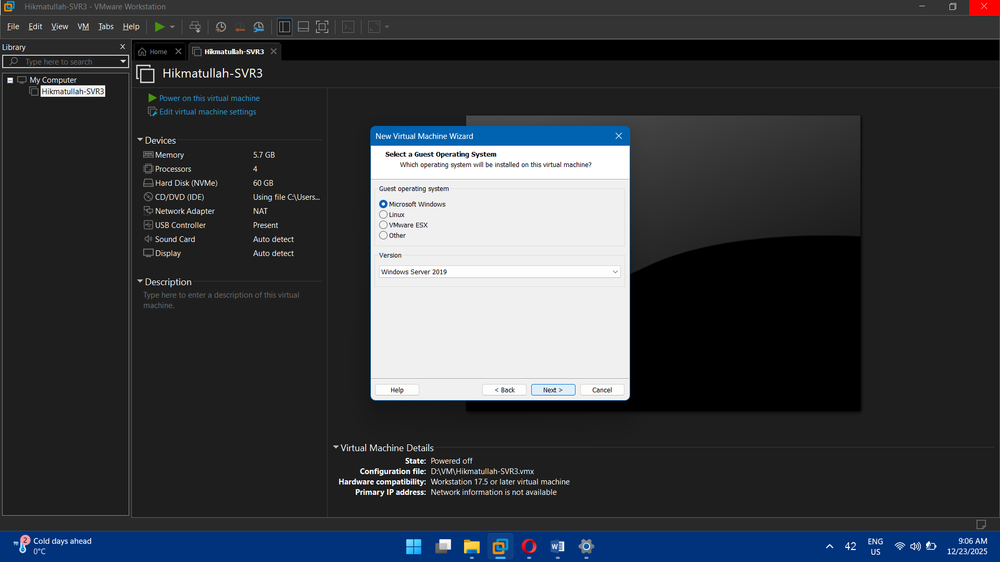 Hikmatullah-SVR3 - VMware Workstation
File Edit View VM Tabs Help
Library
Type here to search
My Computer
Hikmatullah-SVR3
Home
Hikmatullah-SVR3
Hikmatullah-SVR3
Power on this virtual machine
Edit virtual machine settings
Devices
Memory 5.7 GB
Processors 4
Hard Disk (NVMe) 60 GB
CD/DVD (IDE) Using file C:\Users...
Network Adapter NAT
USB Controller Present
Sound Card Auto detect
Display Auto detect
Description
Type here to enter a description of this virtual
machine.
New Virtual Machine Wizard
Select a Guest Operating System
Which operating system will be installed on this virtual machine?
Guest operating system
Microsoft Windows
Linux
VMware ESX
Other
Version
Windows Server 2019
Help < Back Next > Cancel
Virtual Machine Details
State: Powered off
Configuration file: D:\VM\Hikmatullah-SVR3.vmx
Hardware compatibility: Workstation 17.5 or later virtual machine
Primary IP address: Network information is not available
2
Cold days ahead
0°C
W
42
ENG
US
9:06 AM
12/23/2025